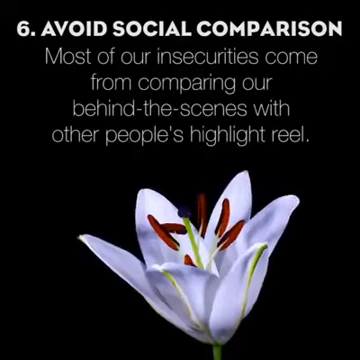 6. AVOID SOCIAL COMPARISON
Most of our insecurities come
from comparing our
behind-the-scenes with
other people's highlight reel.